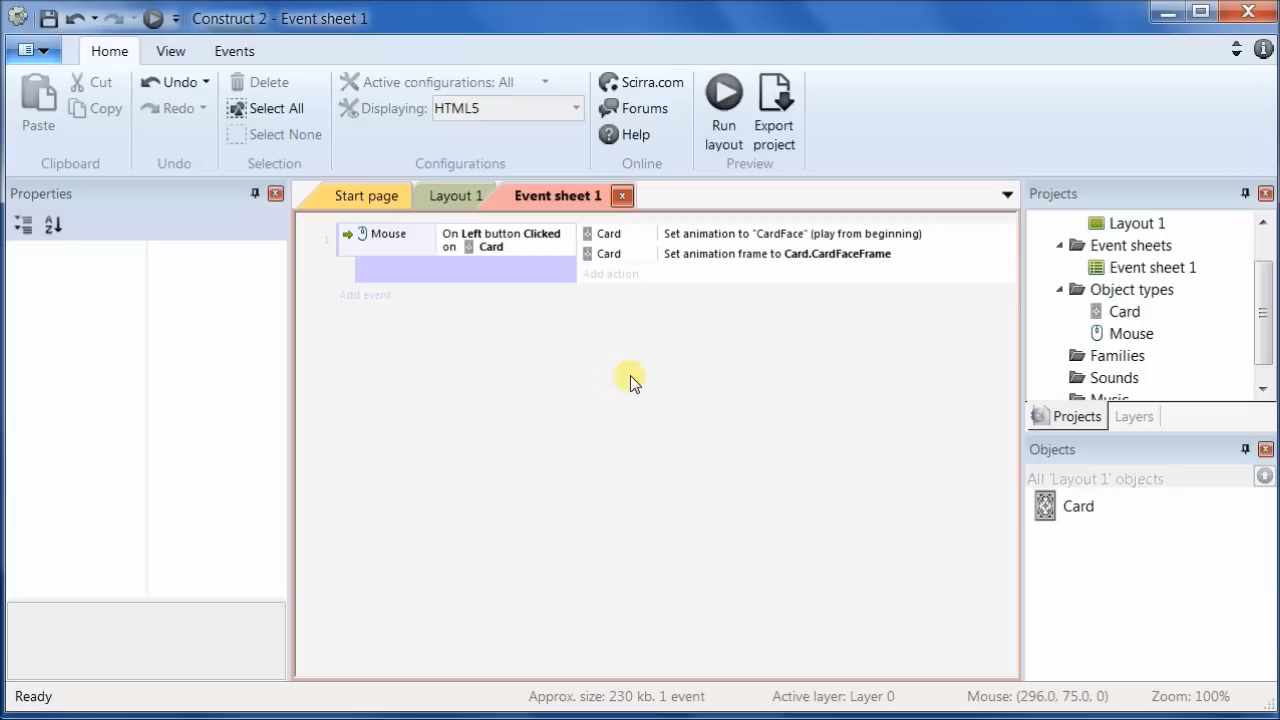 Construct 2 - Event sheet 1
Home
View
Events
Paste
Cut
Copy
Clipboard
Undo
Redo
Undo
Delete
Select All
Select None
Selection
Active configurations: All
Displaying: HTML5
Configurations
Scirra.com
Forums
Help
Online
Run layout
Export project
Preview
Properties
Start page
Layout 1
Event sheet 1
1
Mouse
On Left button Clicked
on Card
Card Set animation to "CardFace" (play from beginning)
Card Set animation frame to Card.CardFaceFrame
Add action
Add event
Projects
Layout 1
Event sheets
Event sheet 1
Object types
Card
Mouse
Families
Sounds
Music
Projects
Layers
Objects
All 'Layout 1' objects
Card
Ready
Approx. size: 230 kb. 1 event
Active layer: Layer 0
Mouse: (296.0, 75.0, 0)
Zoom: 100%